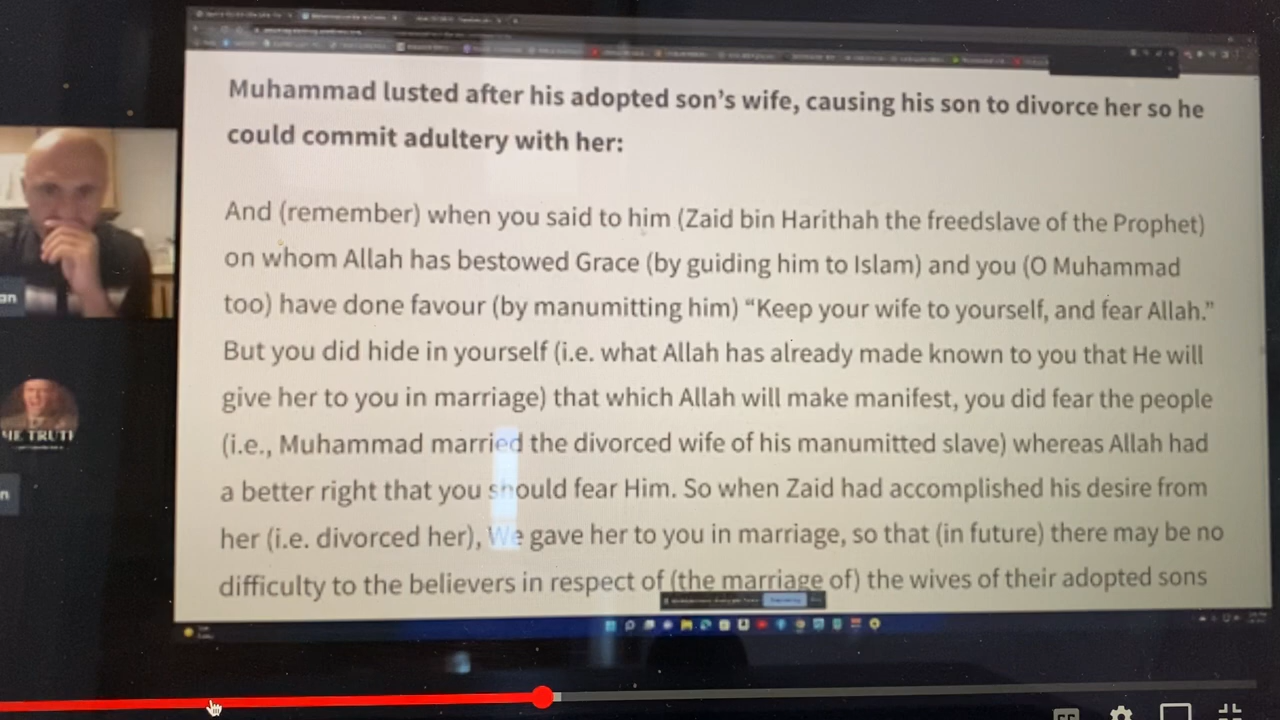 Muhammad lusted after his adopted son's wife, causing his son to divorce her so he
could commit adultery with her:
And (remember) when you said to him (Zaid bin Harithah the freedslave of the Prophet)
on whom Allah has bestowed Grace (by guiding him to Islam) and you (O Muhammad
too) have done favour (by manumitting him) “Keep your wife to yourself, and fear Allah.”
But you did hide in yourself (i.e. what Allah has already made known to you that He will
give her to you in marriage) that which Allah will make manifest, you did fear the people
(i.e., Muhammad married the divorced wife of his manumitted slave) whereas Allah had
a better right that you should fear Him. So when Zaid had accomplished his desire from
her (i.e. divorced her), We gave her to you in marriage, so that (in future) there may be no
difficulty to the believers in respect of (the marriage of) the wives of their adopted sons
an
HE TRUTH
n
CC